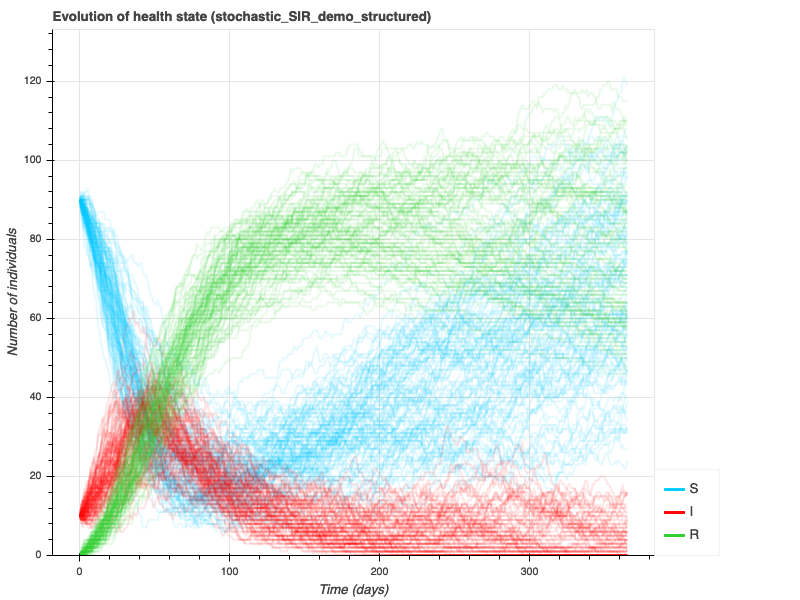 Evolution of health state (stochastic_SIR_demo_structured)
120
100
80
60
40
20
0
Number of individuals
0 100 200 300
Time (days)
S
I
R